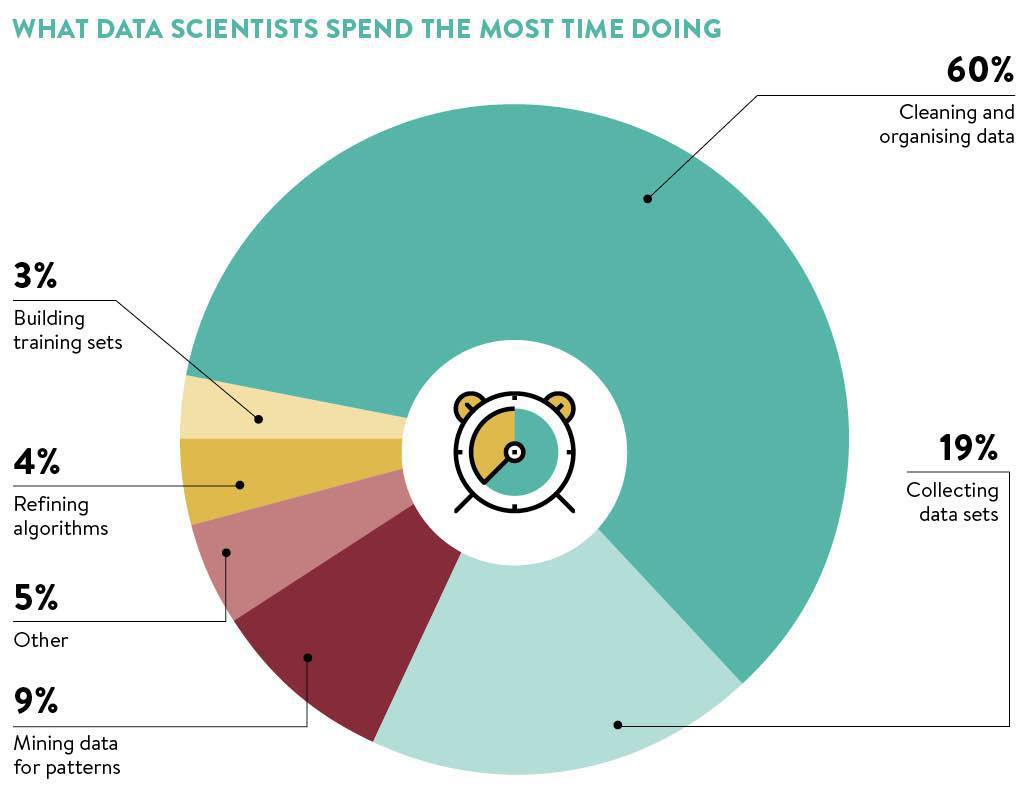 WHAT DATA SCIENTISTS SPEND THE MOST TIME DOING
60%
Cleaning and
organising data
3%
Building
training sets
4%
Refining
algorithms
5%
Other
9%
Mining data
for patterns
19%
Collecting
data sets